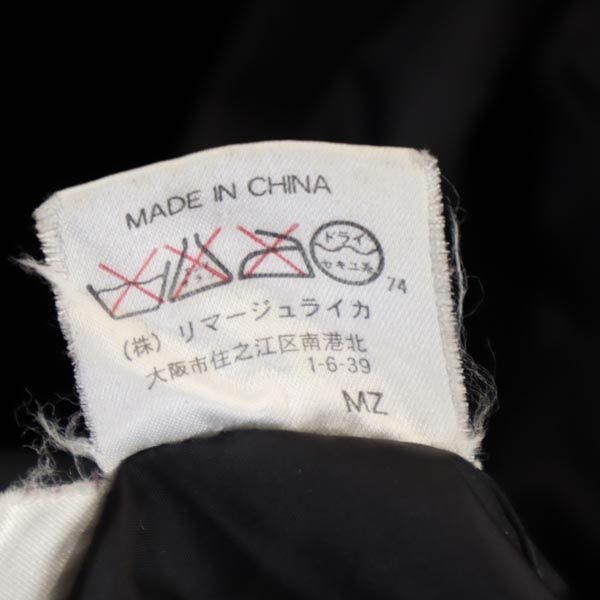 MADE IN CHINA
ドライ
セキユ系
74
(株) リマージュライカ
大阪市住之江区南港北
1-6-39
MZ